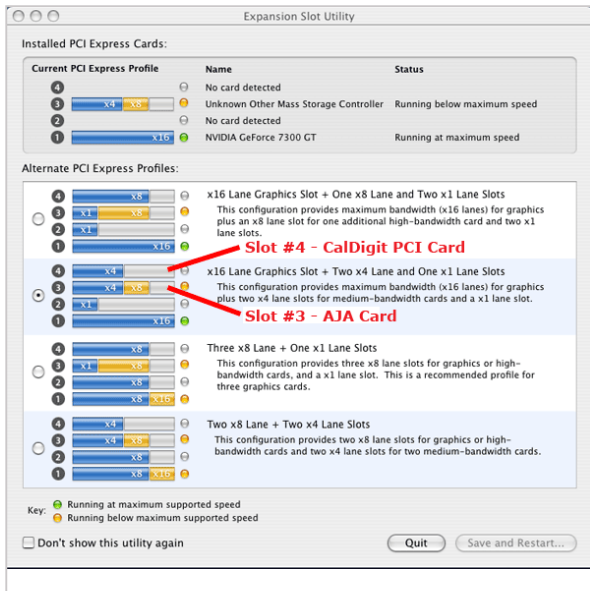 Expansion Slot Utility
Installed PCI Express Cards:
Current PCI Express Profile Name Status
4 No card detected
3 x4 x8 Unknown Other Mass Storage Controller Running below maximum speed
2 No card detected
1 x16 NVIDIA GeForce 7300 GT Running at maximum speed
Alternate PCI Express Profiles:
4 x8 x16 Lane Graphics Slot + One x8 Lane and Two x1 Lane Slots
3 x1 x8 This configuration provides maximum bandwidth (x16 lanes) for graphics
2 x1 plus an x8 lane slot for one additional high-bandwidth card and two x1
1 x16 lane slots.
Slot #4 - CalDigit PCI Card
4 x4 x16 Lane Graphics Slot + Two x4 Lane and One x1 Lane Slots
3 x4 x8 This configuration provides maximum bandwidth (x16 lanes) for graphics
2 x1 plus two x4 lane slots for medium-bandwidth cards and a x1 lane slot.
1 x16
Slot #3 - AJA Card
4 x8 Three x8 Lane + One x1 Lane Slots
3 x1 x8 This configuration provides three x8 lane slots for graphics or high-
2 x8 bandwidth cards, and a x1 lane slot. This is a recommended profile for
1 x8 x16 three graphics cards.
4 x4 Two x8 Lane + Two x4 Lane Slots
3 x4 x8 This configuration provides two x8 lane slots for graphics or high-
2 x8 bandwidth cards and two x4 lane slots for two medium-bandwidth cards.
1 x8 x16
Key: Running at maximum supported speed
Running below maximum supported speed
Don't show this utility again
Quit
Save and Restart...